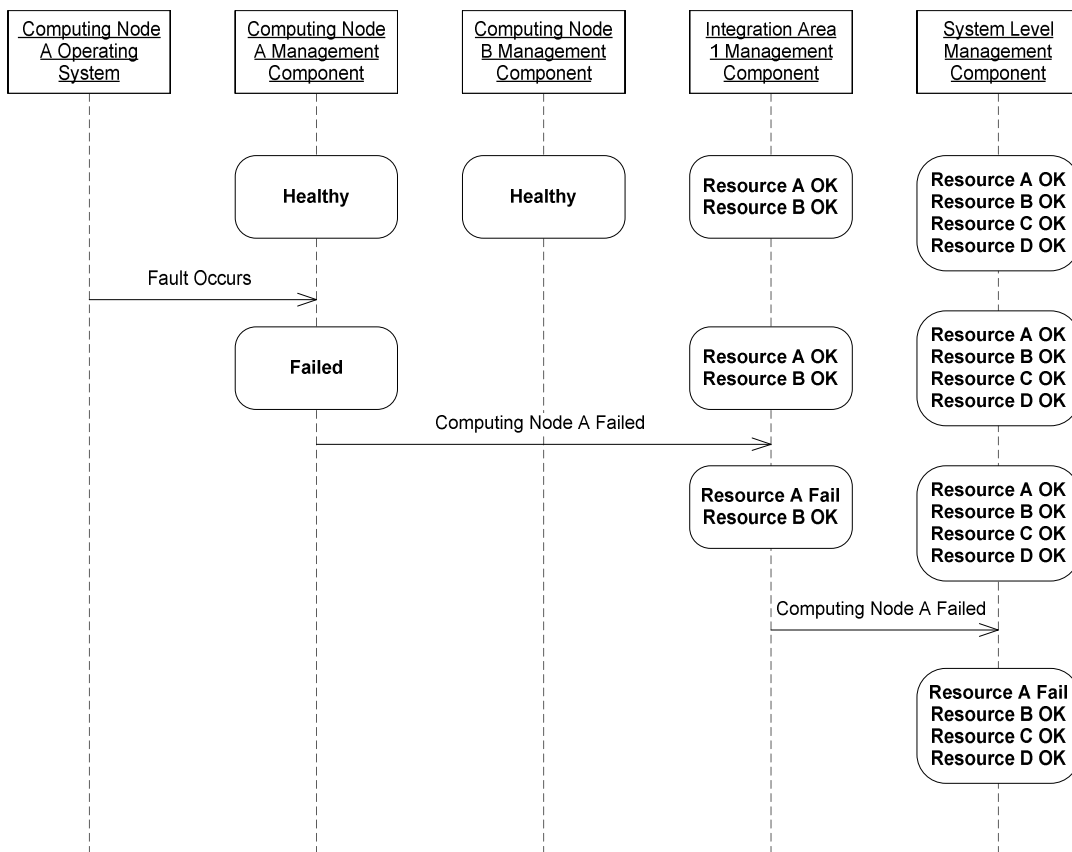 Computing Node
A Operating
System
Computing Node
A Management
Component
Computing Node
B Management
Component
Integration Area
1 Management
Component
System Level
Management
Component
Healthy
Healthy
Resource A OK
Resource B OK
Resource A OK
Resource B OK
Resource C OK
Resource D OK
Fault Occurs
Failed
Resource A OK
Resource B OK
Resource A OK
Resource B OK
Resource C OK
Resource D OK
Computing Node A Failed
Resource A Fail
Resource B OK
Resource A OK
Resource B OK
Resource C OK
Resource D OK
Computing Node A Failed
Resource A Fail
Resource B OK
Resource C OK
Resource D OK